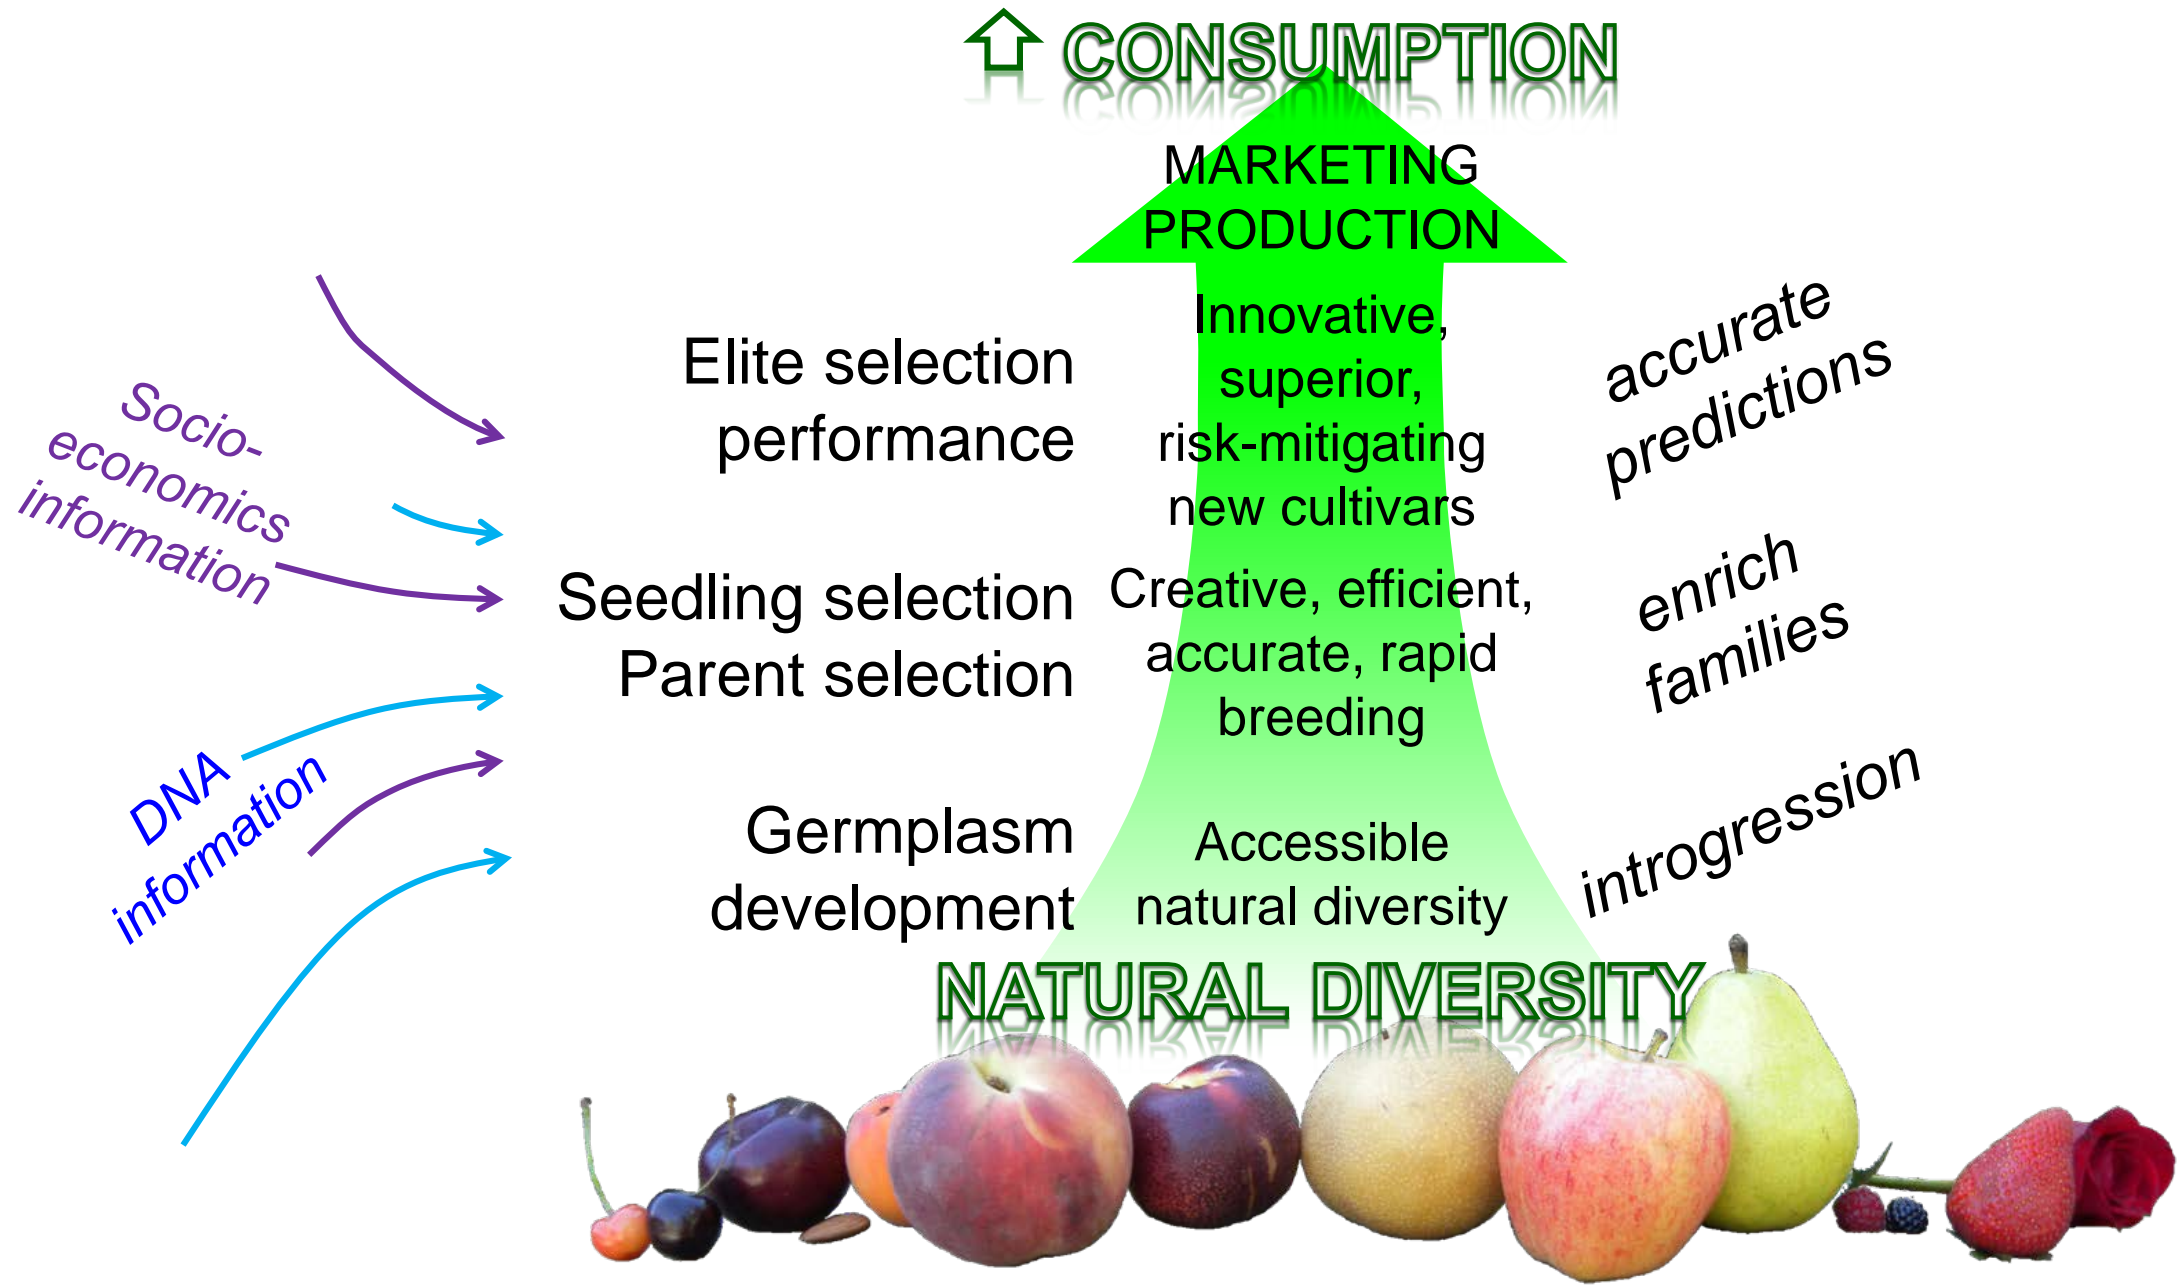 CONSUMPTION
MARKETING
PRODUCTION
Innovative,
superior,
risk-mitigating
new cultivars
Creative, efficient,
accurate, rapid
breeding
Accessible
natural diversity
NATURAL DIVERSITY
Elite selection
performance
Seedling selection
Parent selection
Germplasm
development
Socio-
economics
information
DNA
information
accurate
predictions
enrich
families
introgression